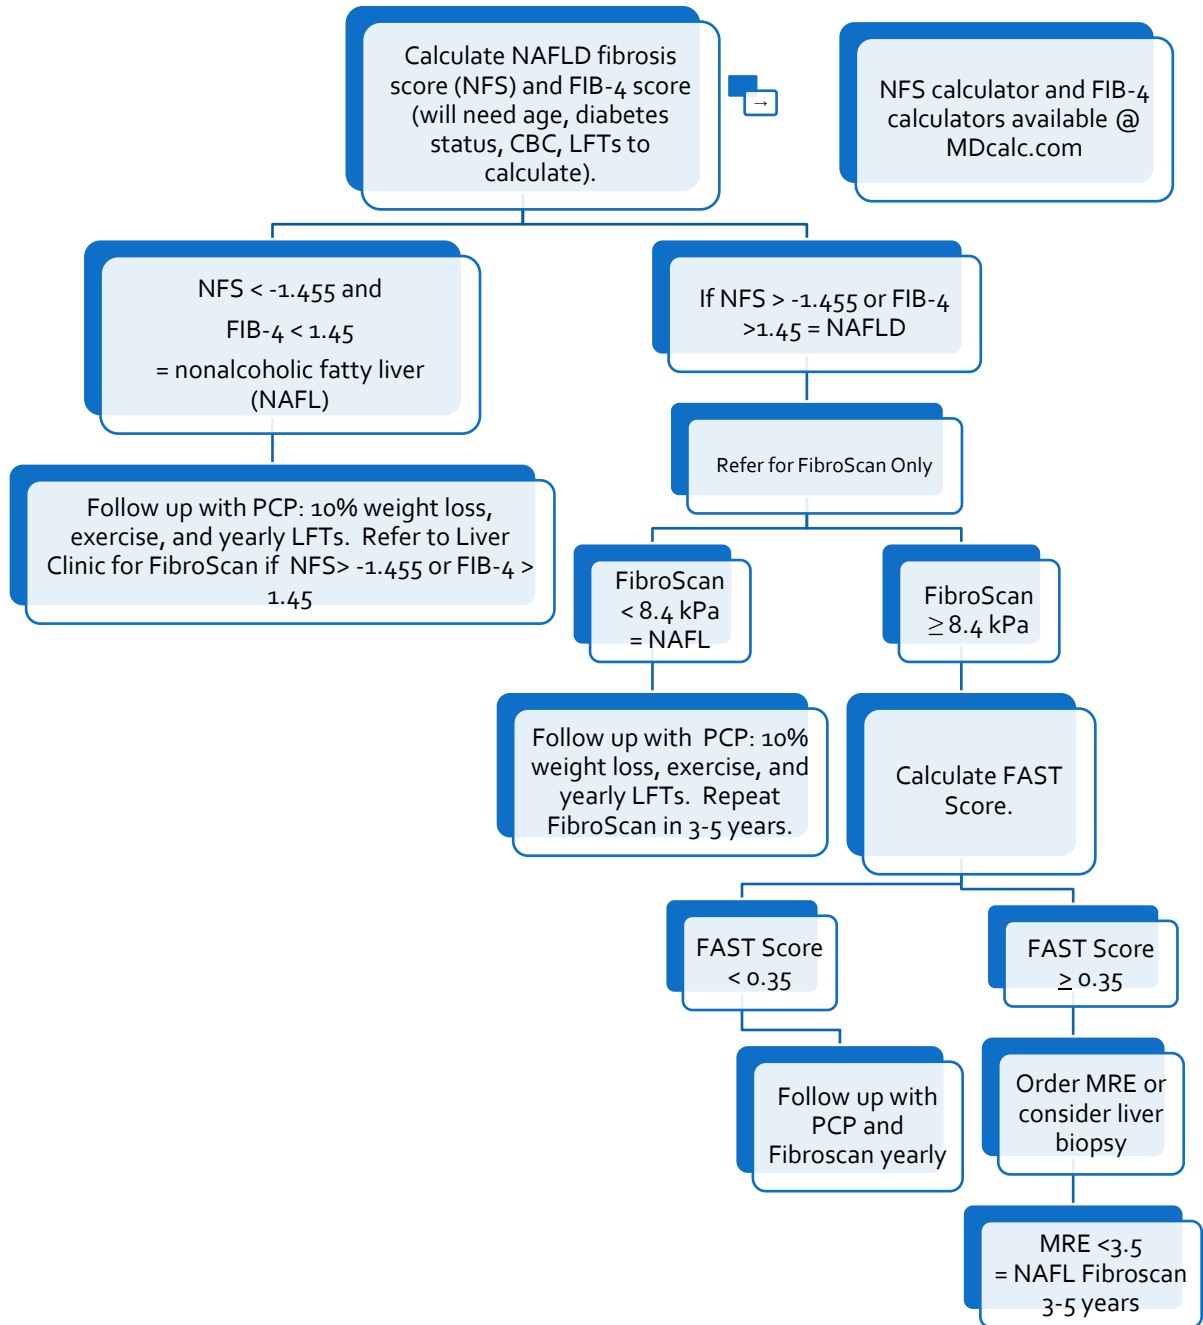 Calculate NAFLD fibrosis
score (NFS) and FIB-4 score
(will need age, diabetes
status, CBC, LFTs to
calculate).
→
NFS calculator and FIB-4
calculators available @
MDcalc.com
NFS < -1.455 and
FIB-4 < 1.45
= nonalcoholic fatty liver
(NAFL)
If NFS > -1.455 or FIB-4
>1.45 = NAFLD
Refer for FibroScan Only
Follow up with PCP: 10% weight loss,
exercise, and yearly LFTs.  Refer to Liver
Clinic for FibroScan if  NFS> -1.455 or FIB-4 >
1.45
FibroScan
< 8.4 kPa
= NAFL
FibroScan
≥ 8.4 kPa
Follow up with  PCP: 10%
weight loss, exercise, and
yearly LFTs.  Repeat
FibroScan in 3-5 years.
Calculate FAST
Score.
FAST Score
< 0.35
FAST Score
≥ 0.35
Follow up with
PCP and
Fibroscan yearly
Order MRE or
consider liver
biopsy
MRE <3.5
= NAFL Fibroscan
3-5 years